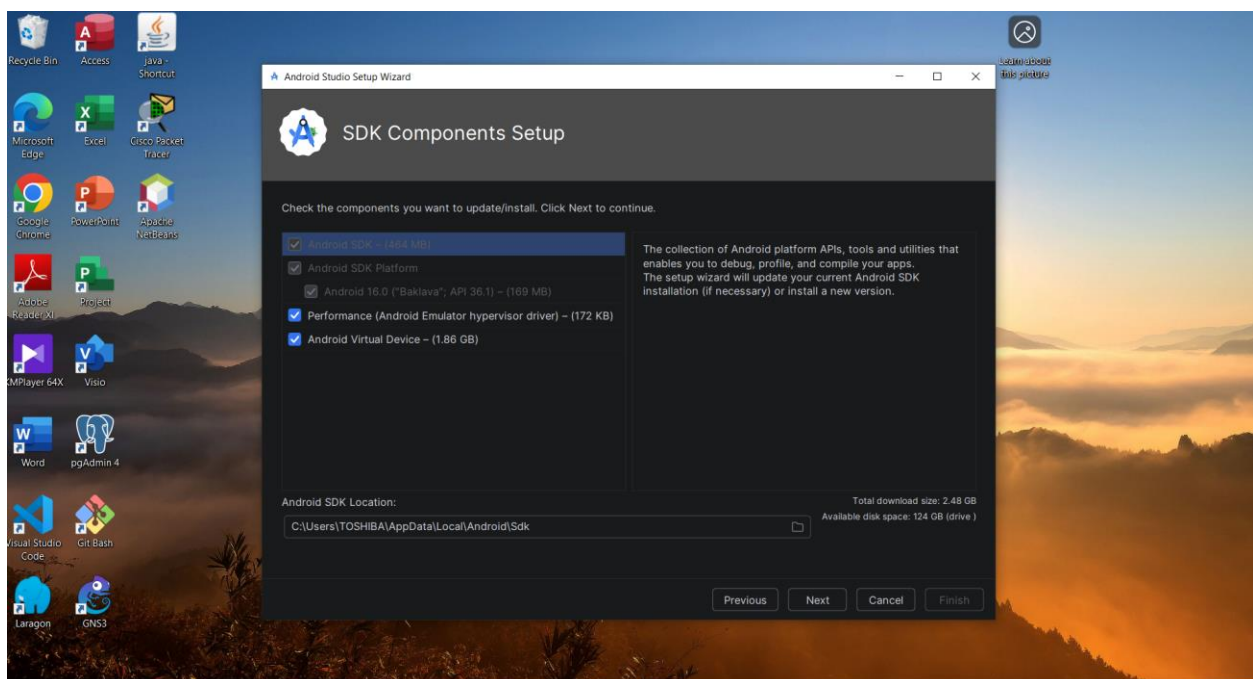 Recycle Bin
Access
java -
Shortcut
Learn about
this picture
Microsoft
Edge
Excel
Cisco Packet
Tracer
Google
Chrome
PowerPoint
Apache
NetBeans
Adobe
Reader XI
Project
KMPlayer 64X
Visio
Word
pgAdmin 4
Visual Studio
Code
Git Bash
Laragon
GNS3
Android Studio Setup Wizard
SDK Components Setup
Check the components you want to update/install. Click Next to continue.
Android SDK – (464 MB)
Android SDK Platform
Android 16.0 ("Baklava"; API 36.1) – (169 MB)
Performance (Android Emulator hypervisor driver) – (172 KB)
Android Virtual Device – (1.86 GB)
The collection of Android platform APIs, tools and utilities that
enables you to debug, profile, and compile your apps.
The setup wizard will update your current Android SDK
installation (if necessary) or install a new version.
Android SDK Location:
Total download size: 2.48 GB
C:\Users\TOSHIBA\AppData\Local\Android\Sdk
Available disk space: 124 GB (drive )
Previous
Next
Cancel
Finish